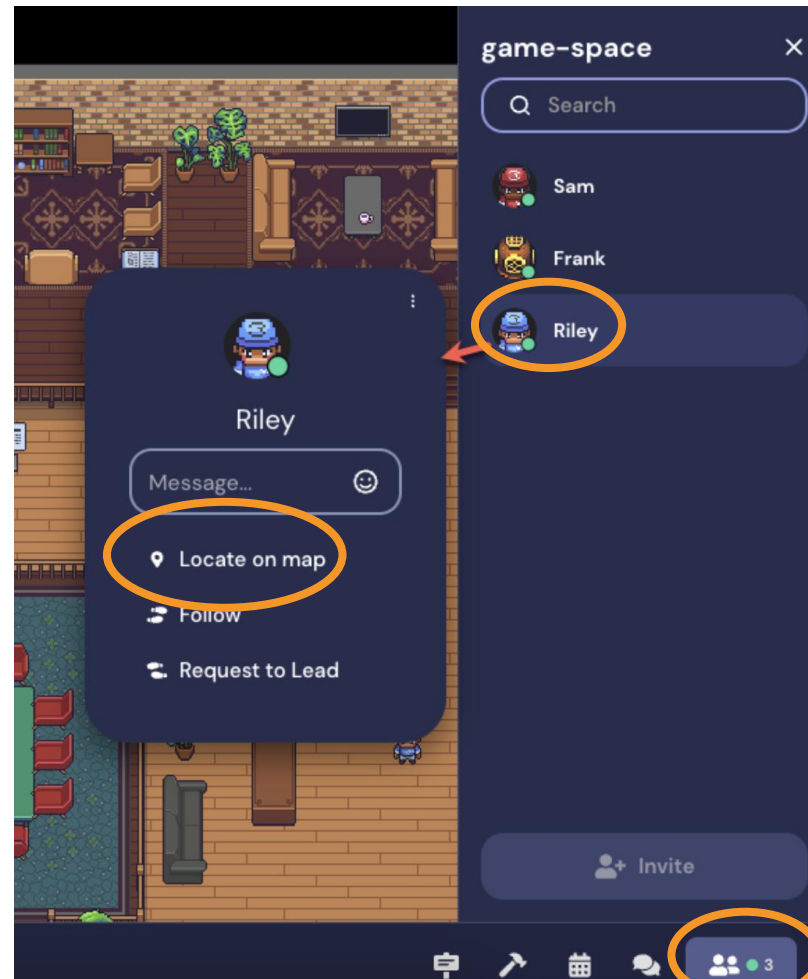 game-space
Search
Sam
Frank
Riley
Riley
Message...
Locate on map
Follow
Request to Lead
Invite
3